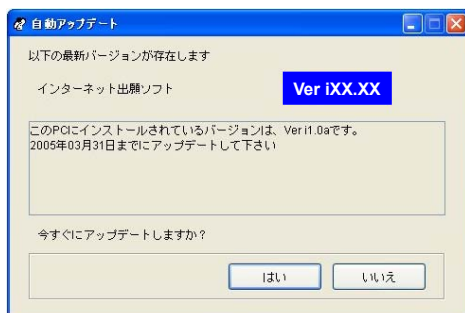 自動アップデート
以下の最新バージョンが存在します
インターネット出願ソフト
Ver iXX.XX
このPCにインストールされているバージョンは、Ver i1.0aです。
2005年03月31日までにアップデートして下さい
今すぐにアップデートしますか？
はい
いいえ